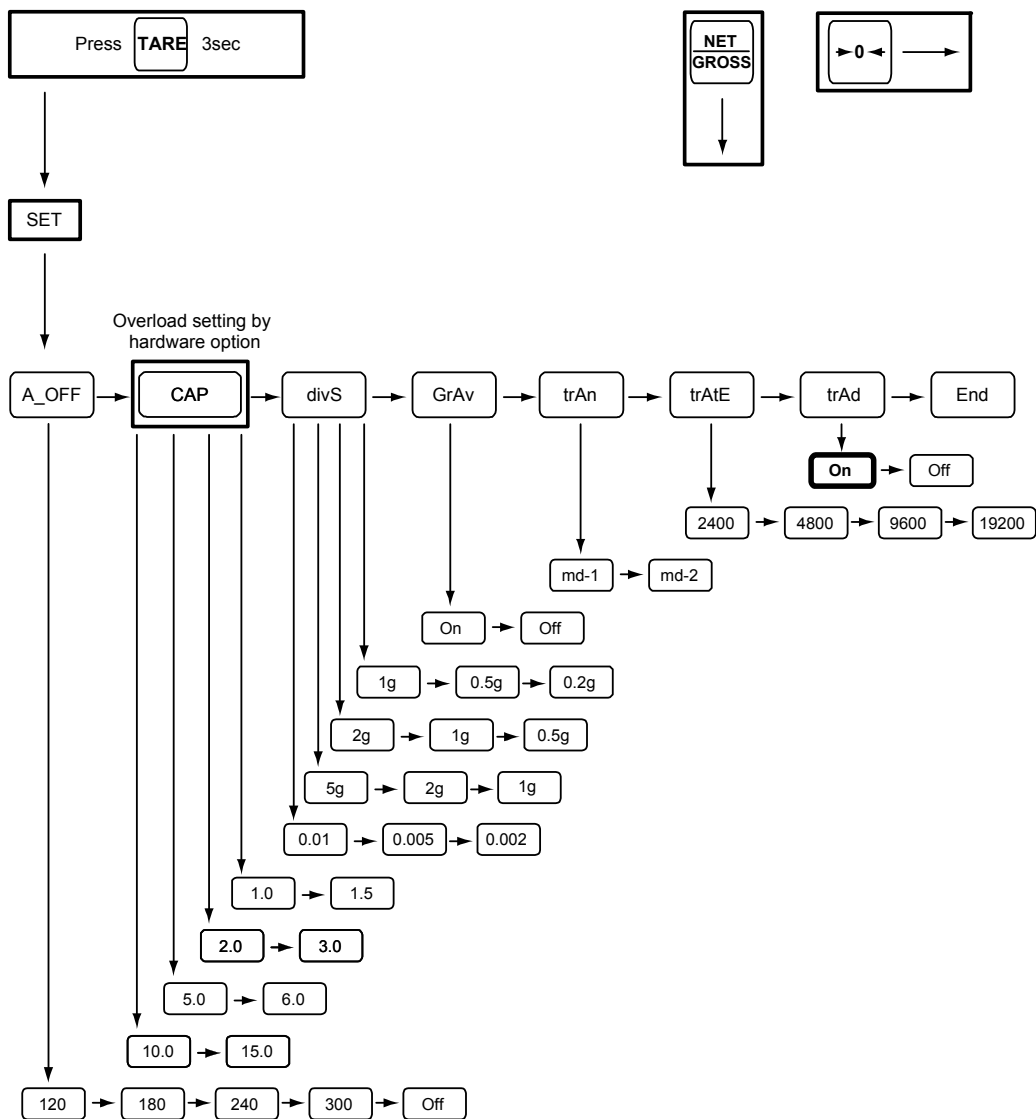 Press TARE 3sec
NET
GROSS
0
SET
Overload setting by
hardware option
A_OFF CAP divS GrAv trAn trAtE trAd End
On Off
2400 4800 9600 19200
md-1 md-2
On Off
1g 0.5g 0.2g
2g 1g 0.5g
5g 2g 1g
0.01 0.005 0.002
1.0 1.5
2.0 3.0
5.0 6.0
10.0 15.0
120 180 240 300 Off